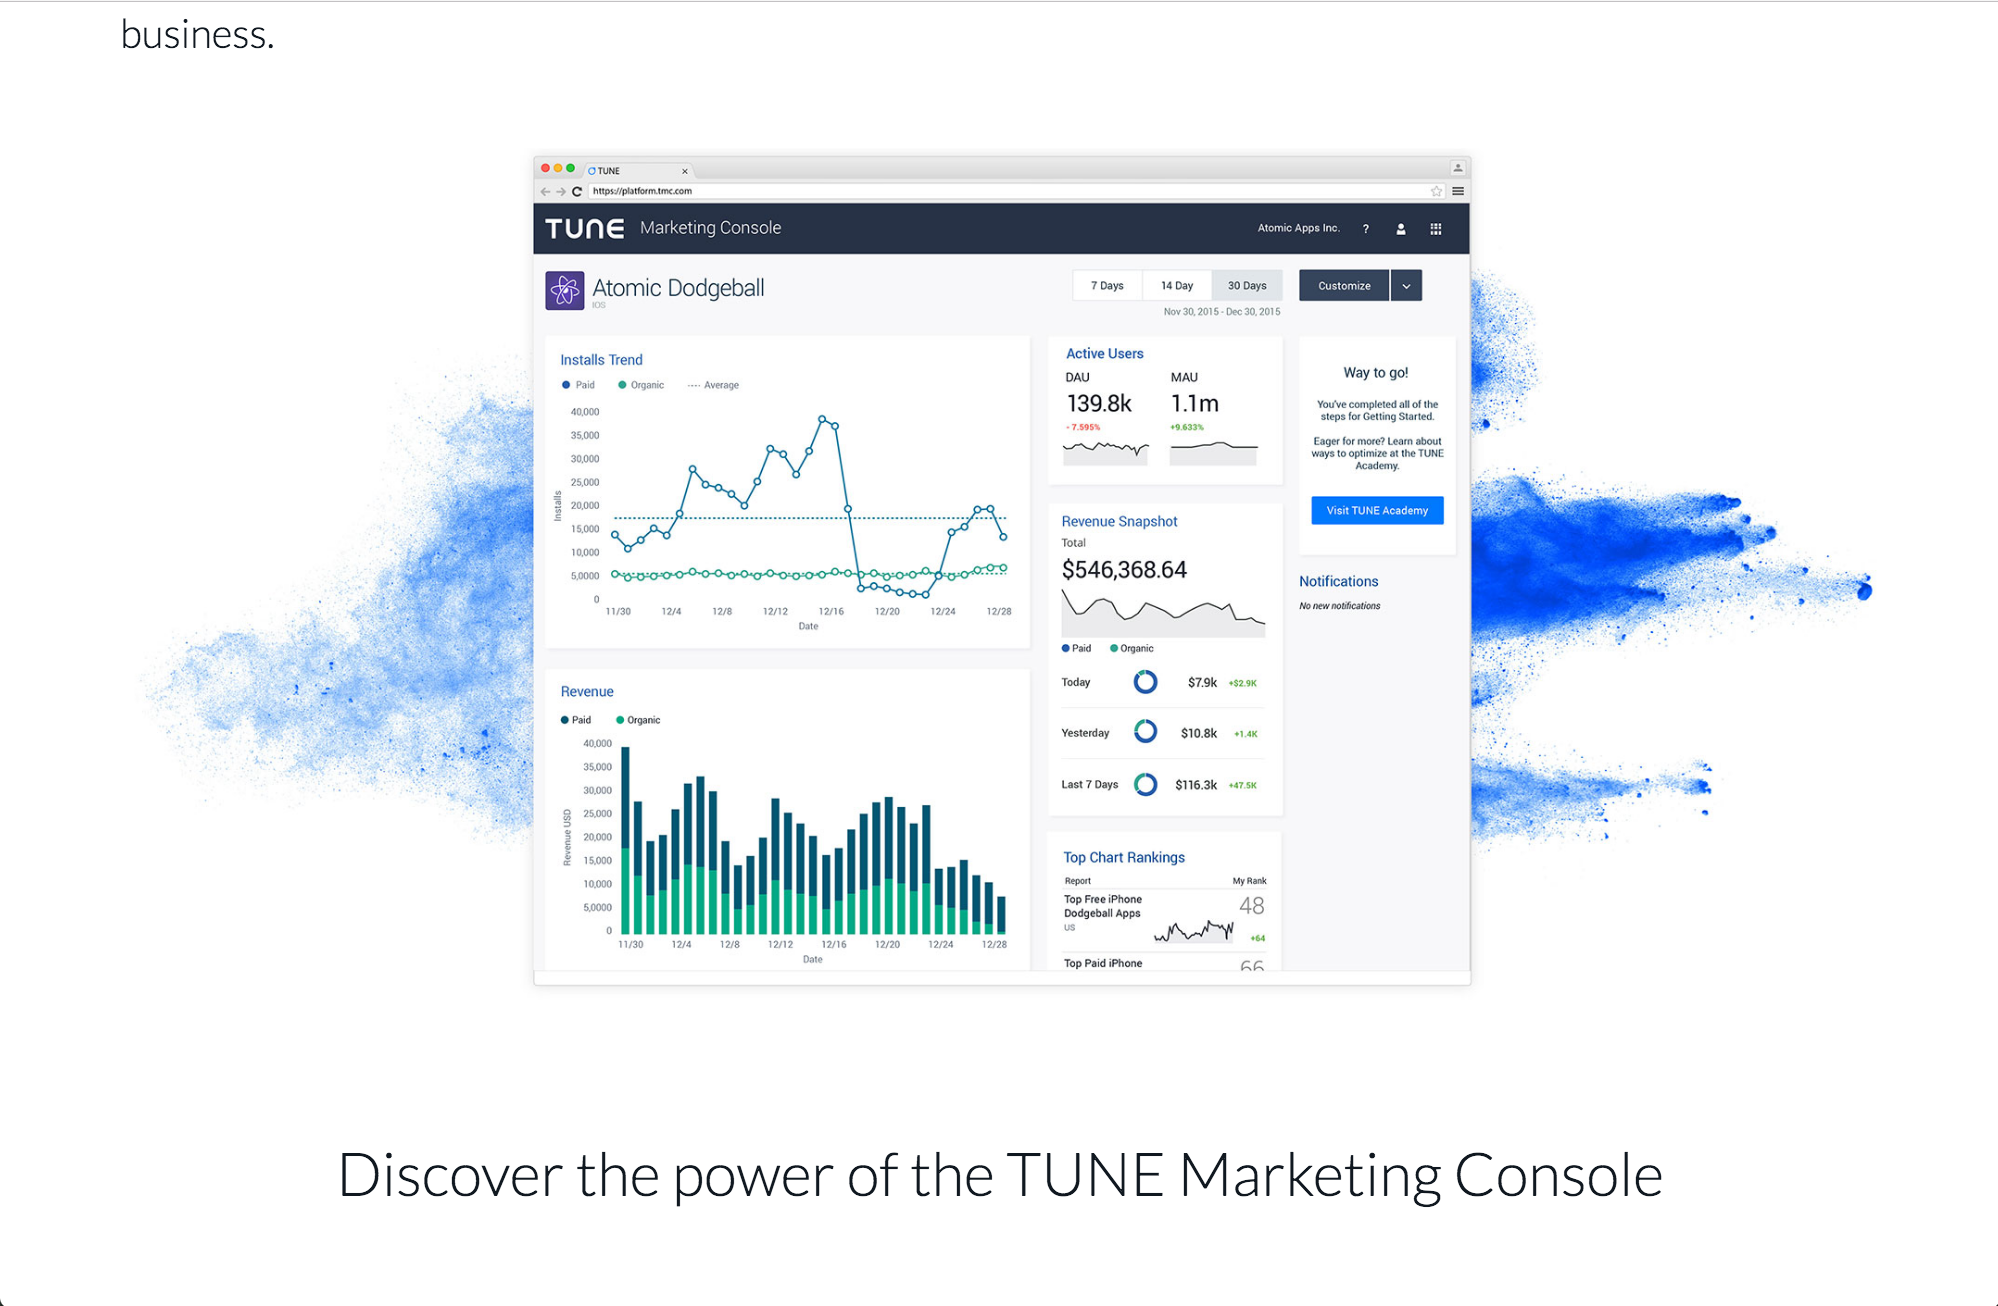 business.
TUNE
https://platform.tmc.com
TUNE Marketing Console
Atomic Apps Inc. ?
Atomic Dodgeball
IOS
7 Days 14 Day 30 Days
Customize
Nov 30, 2015 - Dec 30, 2015
Installs Trend
Paid Organic Average
40,000
35,000
30,000
25,000
20,000
15,000
10,000
5,0000
0
Installs
11/30 12/4 12/8 12/12 12/16 12/20 12/24 12/28
Date
Revenue
Paid Organic
40,000
35,000
30,000
25,000
20,000
15,000
10,000
5,0000
0
Revenue USD
11/30 12/4 12/8 12/12 12/16 12/20 12/24 12/28
Date
Active Users
DAU MAU
139.8k 1.1m
- 7.595% +9.633%
Revenue Snapshot
Total
$546,368.64
Paid Organic
Today $7.9k +$2.9K
Yesterday $10.8k +1.4K
Last 7 Days $116.3k +47.5K
Top Chart Rankings
Report My Rank
Top Free iPhone 48
Dodgeball Apps
US
+64
Top Paid iPhone 66
Way to go!
You've completed all of the
steps for Getting Started.
Eager for more? Learn about
ways to optimize at the TUNE
Academy.
Visit TUNE Academy
Notifications
No new notifications
Discover the power of the TUNE Marketing Console